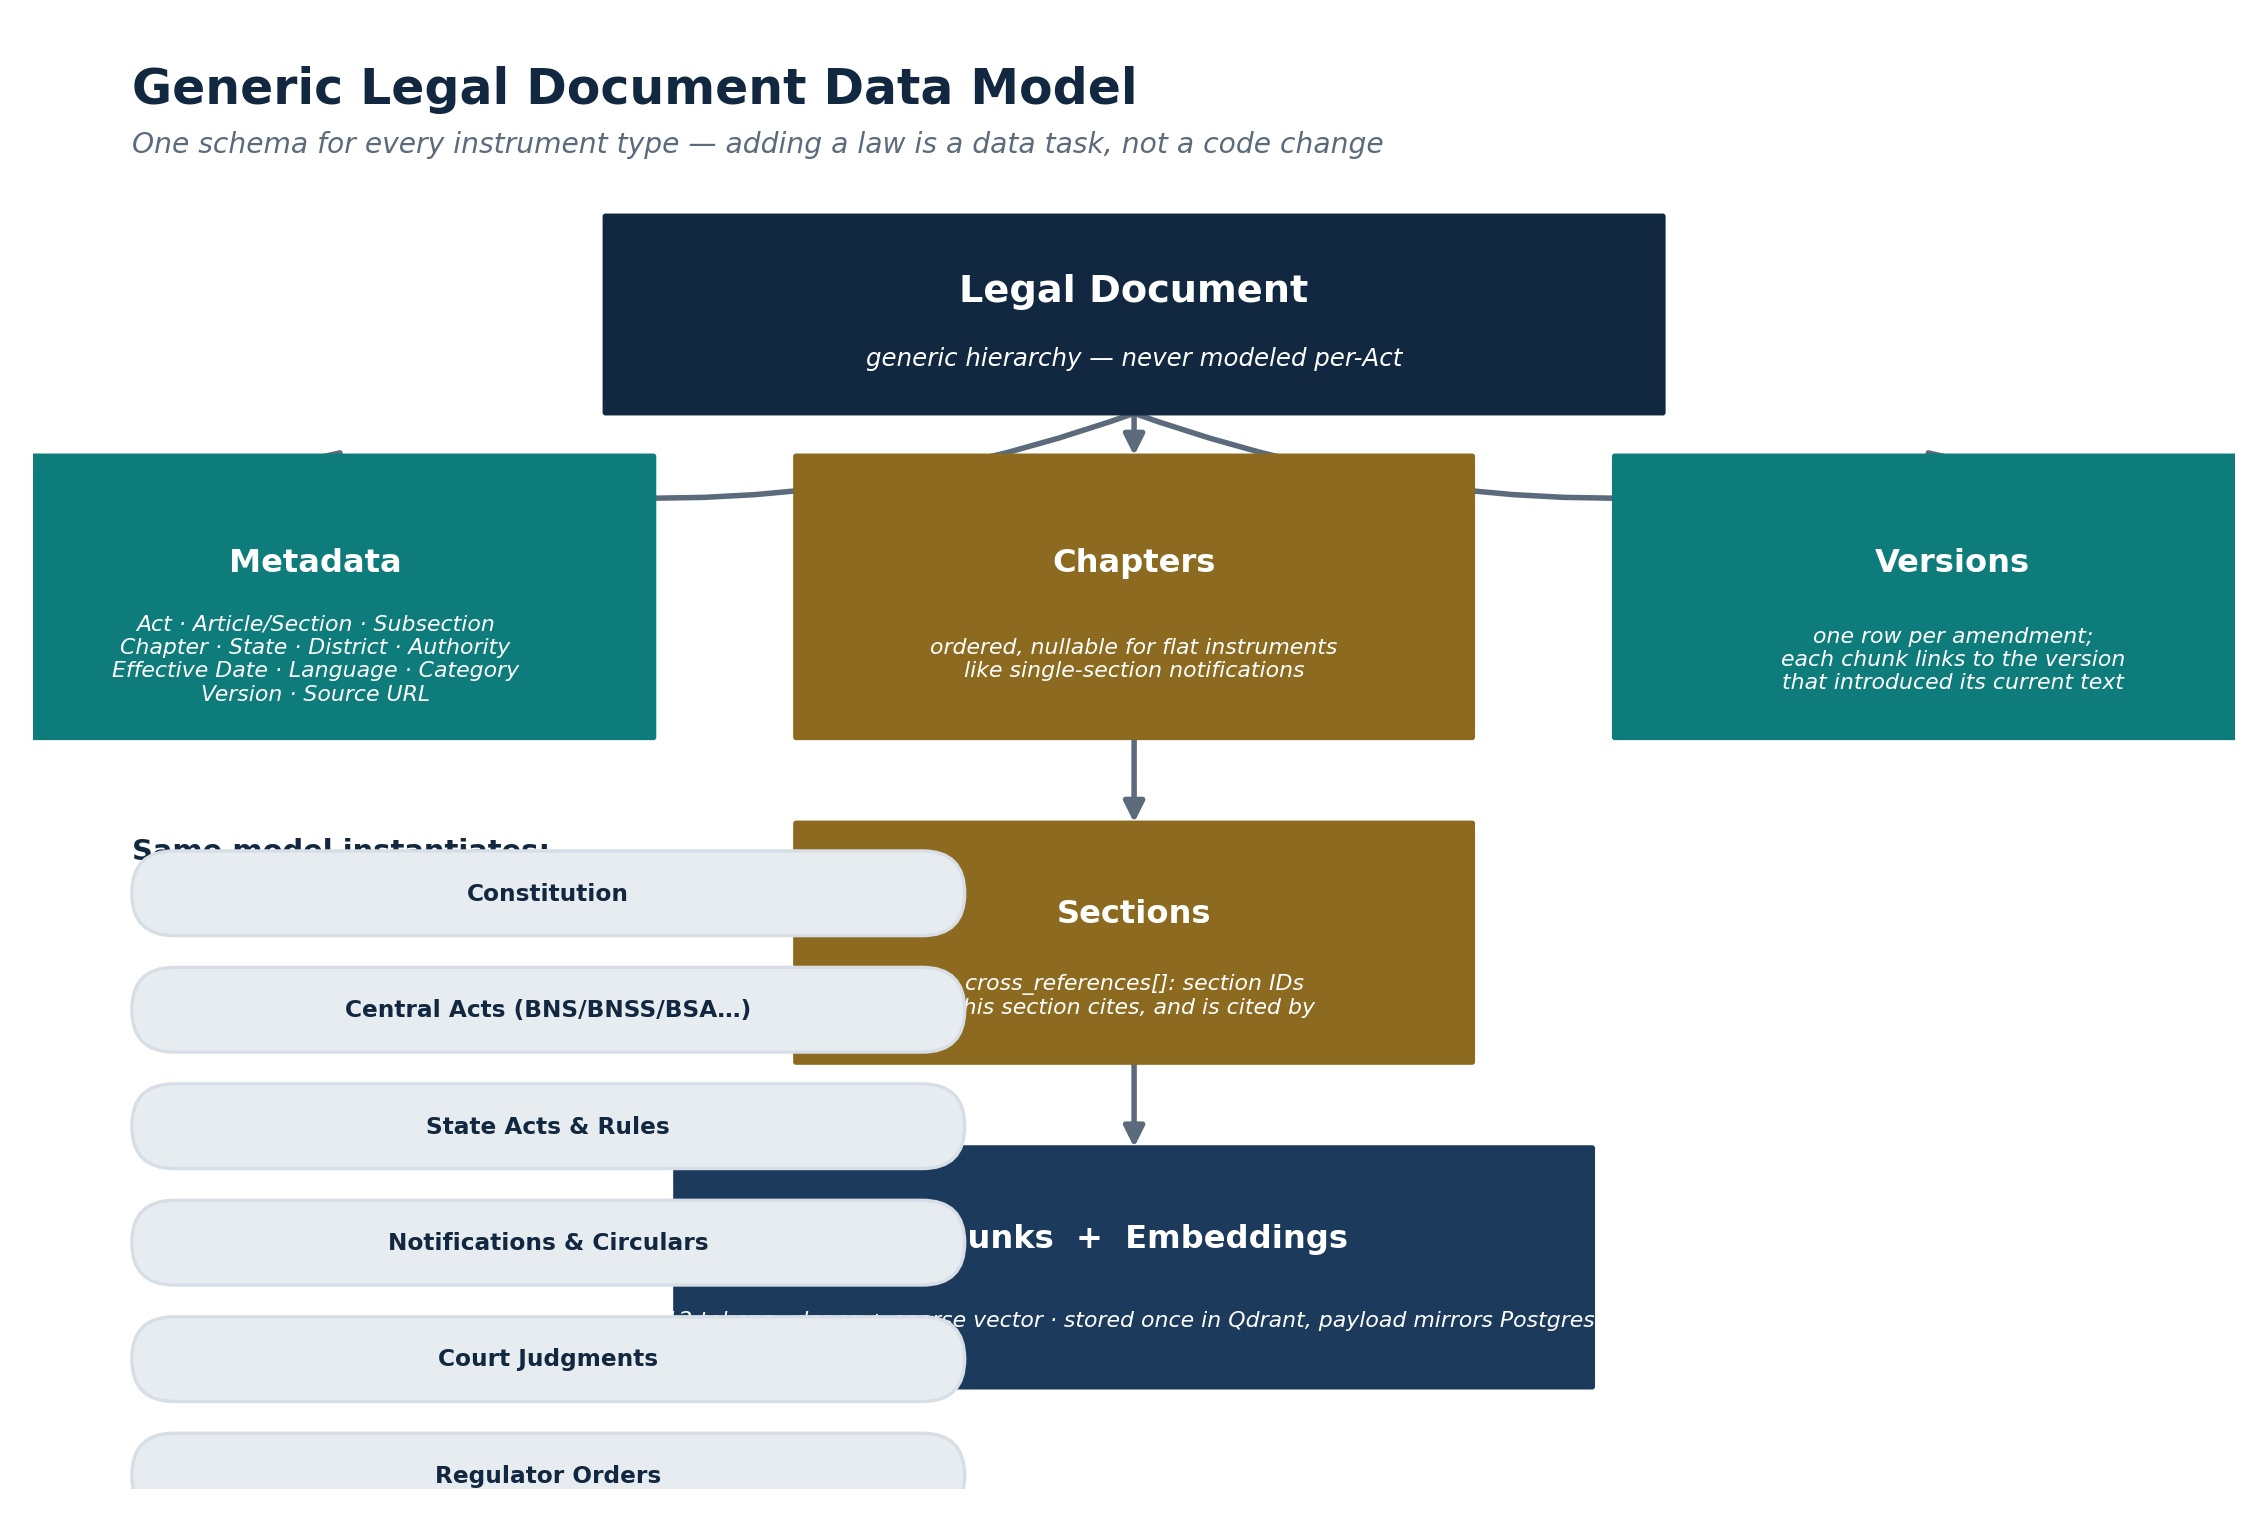 Generic Legal Document Data Model
One schema for every instrument type — adding a law is a data task, not a code change
Legal Document
generic hierarchy — never modeled per-Act
Metadata
Act · Article/Section · Subsection
Chapter · State · District · Authority
Effective Date · Language · Category
Version · Source URL
Chapters
ordered, nullable for flat instruments
like single-section notifications
Versions
one row per amendment;
each chunk links to the version
that introduced its current text
Same model instantiates:
Constitution
Central Acts (BNS/BNSS/BSA…)
State Acts & Rules
Notifications & Circulars
Court Judgments
Regulator Orders
Sections
cross_references[]: section IDs
section cites, and is cited by
+ Embeddings
vector · stored once in Qdrant, payload mirrors Postgres